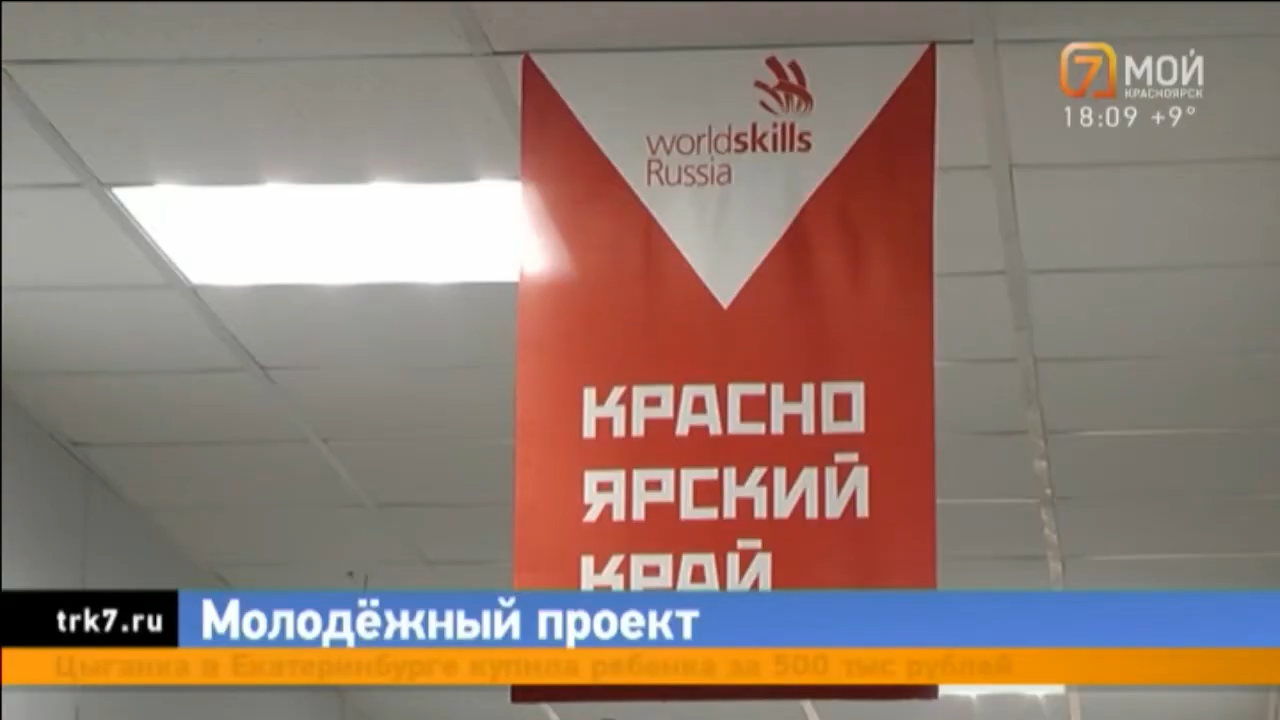 7 МОЙ
КРАСНОЯРСК
18:09 +9°
worldskills
Russia
КРАСНО
ЯРСКИЙ
КРАЙ
trk7.ru
Молодёжный проект
Цыганка в Екатеринбурге купила ребенка за 500 тыс рублей